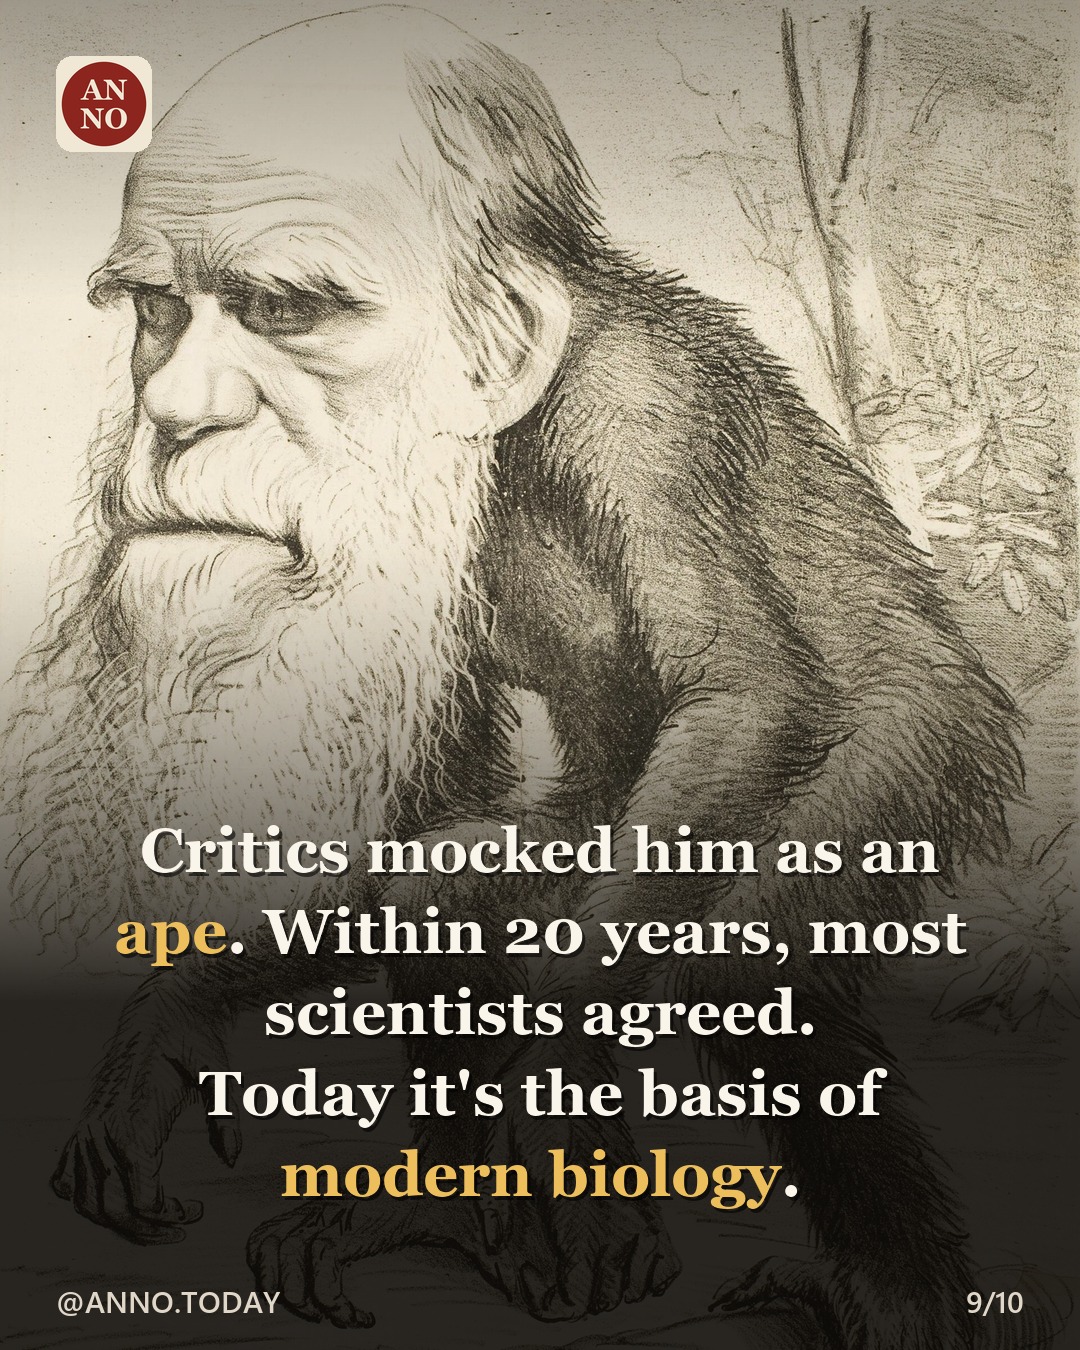 AN
NO
Critics mocked him as an
ape. Within 20 years, most
scientists agreed.
Today it's the basis of
modern biology.
@ANNO.TODAY
9/10